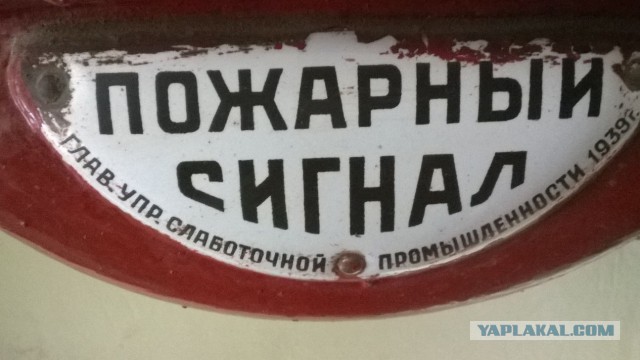 ПОЖАРНЫЙ
СИГНАЛ
ГЛАВ. УПР. СЛАБОТОЧНОЙ ПРОМЫШЛЕННОСТИ 1939г.
YAPLAKAL.COM